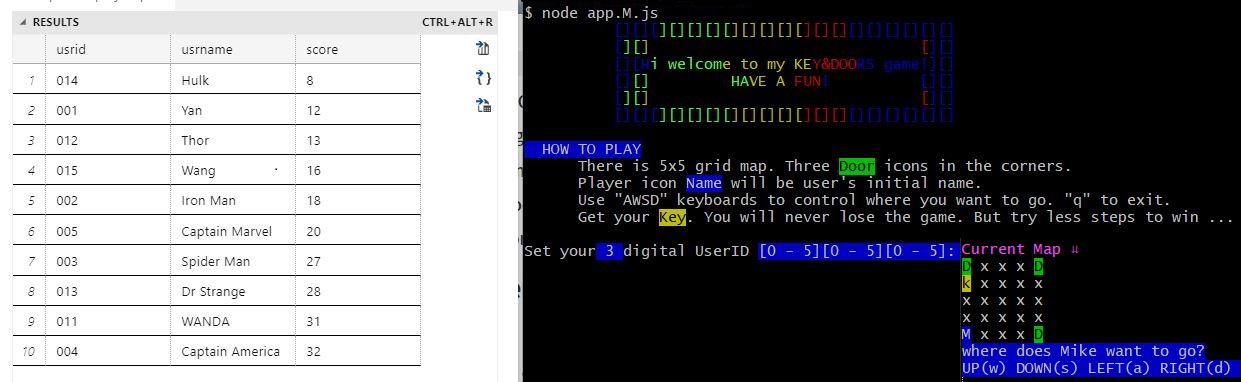 RESULTS CTRL+ALT+R
usrid usrname score
1 014 Hulk 8
2 001 Yan 12
3 012 Thor 13
4 015 Wang 16
5 002 Iron Man 18
6 005 Captain Marvel 20
7 003 Spider Man 27
8 013 Dr Strange 28
9 011 WANDA 31
10 004 Captain America 32
$ node app.M.js
[][][][][][][][][][][][][][][][][][][]
][] [][]
[][Hi welcome to my KEY&DOORS game!][]
[][] HAVE A FUN! [][]
][] [][]
[][][][][][][][][][][][][][][][][][][]
HOW TO PLAY
There is 5x5 grid map. Three Door icons in the corners.
Player icon Name will be user's initial name.
Use "AWSD" keyboards to control where you want to go. "q" to exit.
Get your Key. You will never lose the game. But try less steps to win ...
Set your 3 digital UserID [0 - 5][0 - 5][0 - 5]:
Current Map ⇊
D x x x D
k x x x x
x x x x x
x x x x x
M x x x D
where does Mike want to go?
UP(w) DOWN(s) LEFT(a) RIGHT(d)